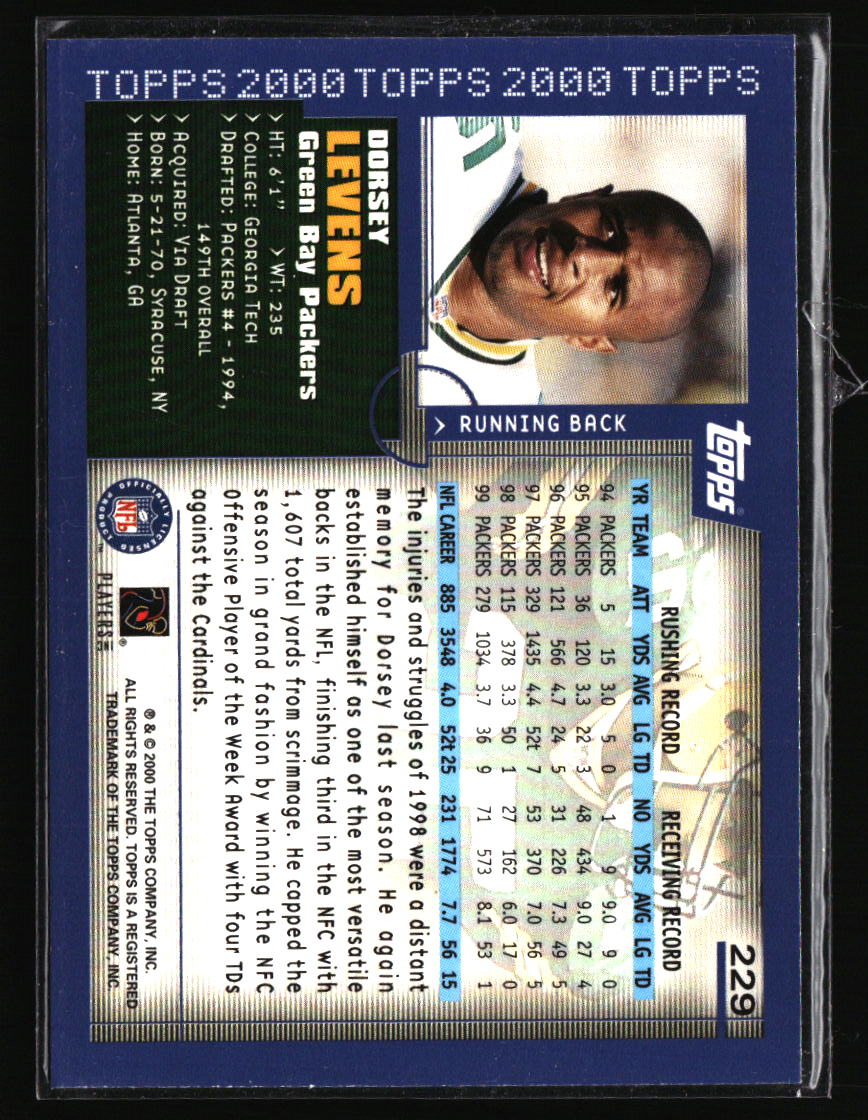 TOPPS 2000 TOPPS 2000 TOPPS
DORSEY
LEVENS
Green Bay Packers
> HT: 6'1" > WT: 235
> COLLEGE: GEORGIA TECH
> DRAFTED: PACKERS #4 - 1994,
149TH OVERALL
> ACQUIRED: VIA DRAFT
> BORN: 5-21-70, SYRACUSE, NY
> HOME: ATLANTA, GA
> RUNNING BACK
topps®
229
RUSHING RECORD RECEIVING RECORD
YR TEAM ATT YDS AVG LG TD NO YDS AVG LG TD
94 PACKERS 5 15 3.0 5 0 1 9 9.0 9 0
95 PACKERS 36 120 3.3 22 3 48 434 9.0 27 4
96 PACKERS 121 566 4.7 24 5 31 226 7.3 49 5
97 PACKERS 329 1435 4.4 52t 7 53 370 7.0 56 5
98 PACKERS 115 378 3.3 50 1 27 162 6.0 17 0
99 PACKERS 279 1034 3.7 36 9 71 573 8.1 53 1
NFL CAREER 885 3548 4.0 52t 25 231 1774 7.7 56 15
The injuries and struggles of 1998 were a distant
memory for Dorsey last season. He again
established himself as one of the most versatile
backs in the NFL, finishing third in the NFC with
1,607 total yards from scrimmage. He capped the
season in grand fashion by winning the NFC
Offensive Player of the Week Award with four TDs
against the Cardinals.
OFFICIALLY LICENSED PRODUCT
NFL
PLAYERS INC
® & © 2000 THE TOPPS COMPANY, INC.
ALL RIGHTS RESERVED. TOPPS IS A REGISTERED
TRADEMARK OF THE TOPPS COMPANY, INC.